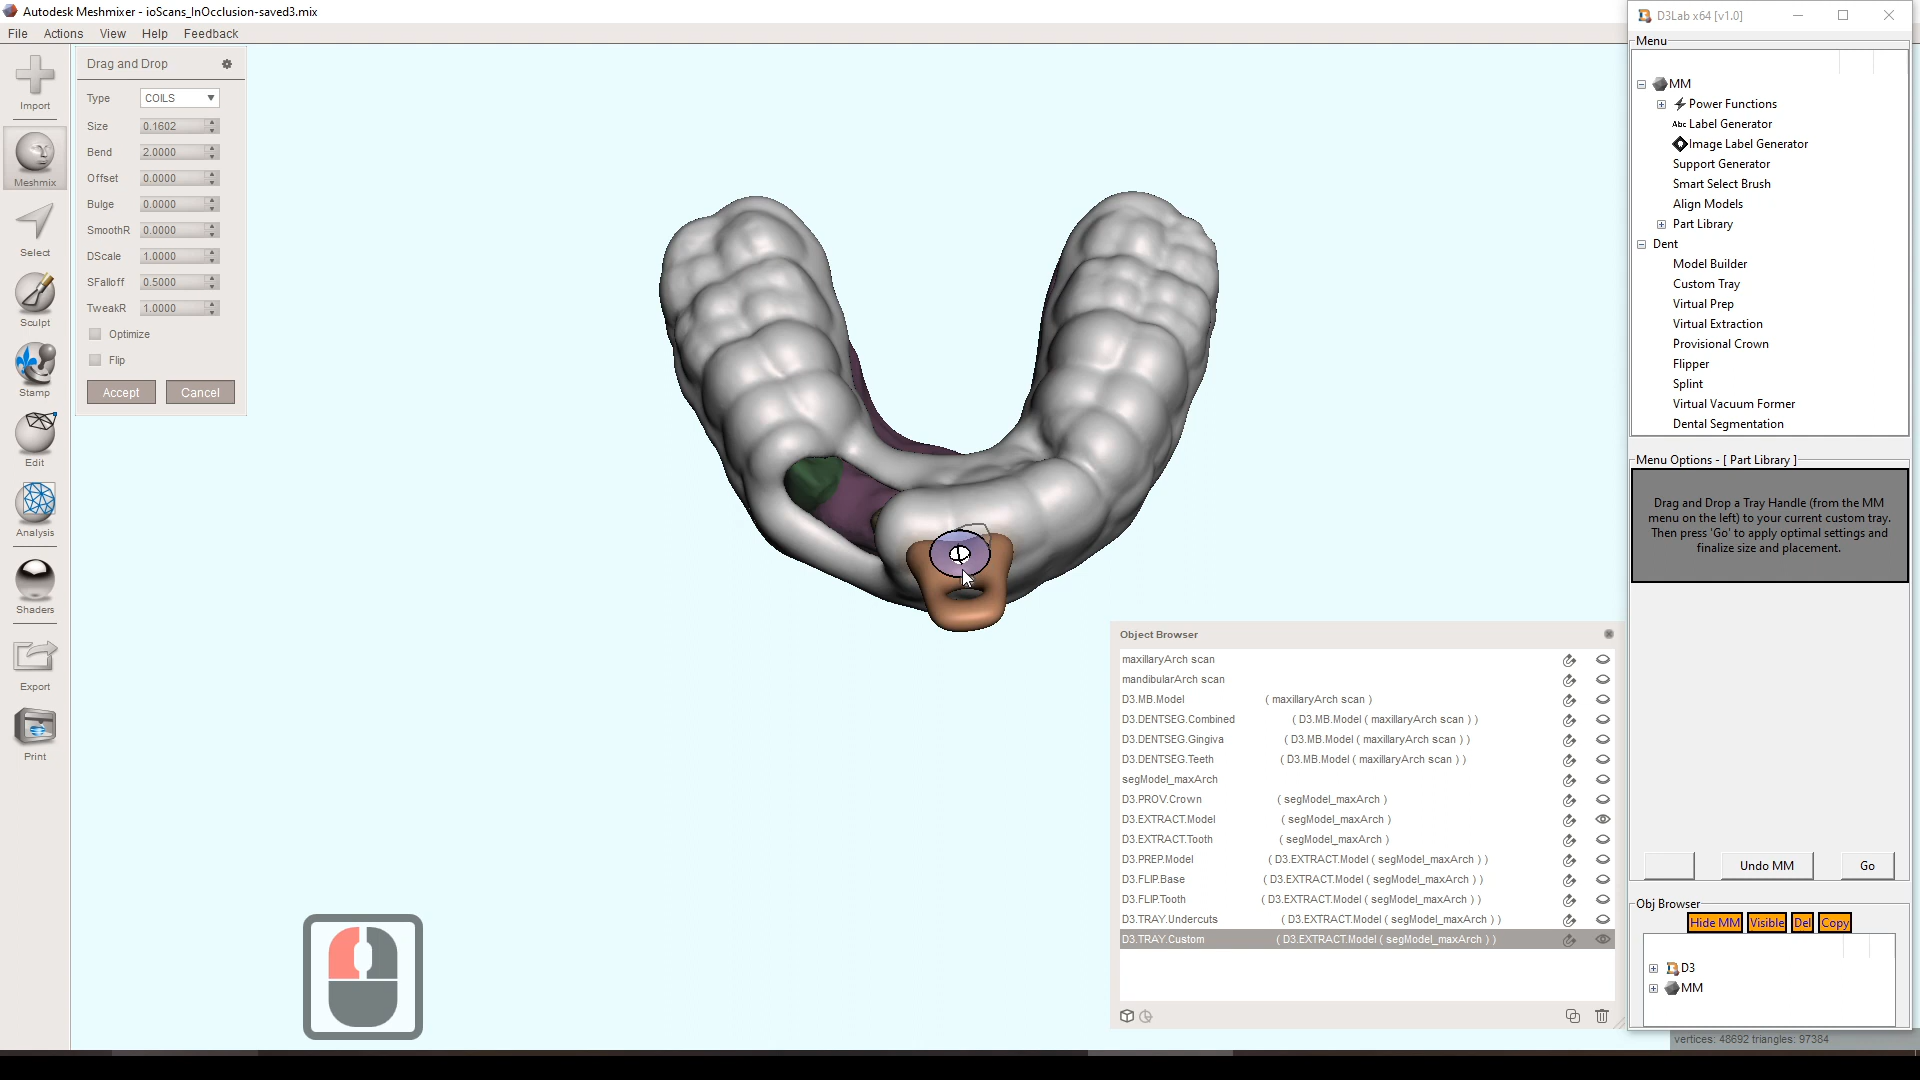 Autodesk Meshmixer - ioScans_InOcclusion-saved3.mix
File Actions View Help Feedback
Import
Meshmix
Select
Sculpt
Stamp
Edit
Analysis
Shaders
Export
Print
Drag and Drop
Type COILS
Size 0.1602
Bend 2.0000
Offset 0.0000
Bulge 0.0000
SmoothR 0.0000
DScale 1.0000
SFalloff 0.5000
TweakR 1.0000
Optimize
Flip
Accept Cancel
Object Browser
maxillaryArch scan
mandibularArch scan
D3.MB.Model ( maxillaryArch scan )
D3.DENTSEG.Combined ( D3.MB.Model ( maxillaryArch scan ) )
D3.DENTSEG.Gingiva ( D3.MB.Model ( maxillaryArch scan ) )
D3.DENTSEG.Teeth ( D3.MB.Model ( maxillaryArch scan ) )
segModel_maxArch
D3.PROV.Crown ( segModel_maxArch )
D3.EXTRACT.Model ( segModel_maxArch )
D3.EXTRACT.Tooth ( segModel_maxArch )
D3.PREP.Model ( D3.EXTRACT.Model ( segModel_maxArch ) )
D3.FLIP.Base ( D3.EXTRACT.Model ( segModel_maxArch ) )
D3.FLIP.Tooth ( D3.EXTRACT.Model ( segModel_maxArch ) )
D3.TRAY.Undercuts ( D3.EXTRACT.Model ( segModel_maxArch ) )
D3.TRAY.Custom ( D3.EXTRACT.Model ( segModel_maxArch ) )
D3Lab x64 [v1.0]
Menu
MM
Power Functions
Abc Label Generator
Image Label Generator
Support Generator
Smart Select Brush
Align Models
Part Library
Dent
Model Builder
Custom Tray
Virtual Prep
Virtual Extraction
Provisional Crown
Flipper
Splint
Virtual Vacuum Former
Dental Segmentation
Menu Options - [ Part Library ]
Drag and Drop a Tray Handle (from the MM
menu on the left) to your current custom tray.
Then press 'Go' to apply optimal settings and
finalize size and placement.
Undo MM Go
Obj Browser
Hide MM Visible Del Copy
D3
MM
vertices: 48692 triangles: 97384